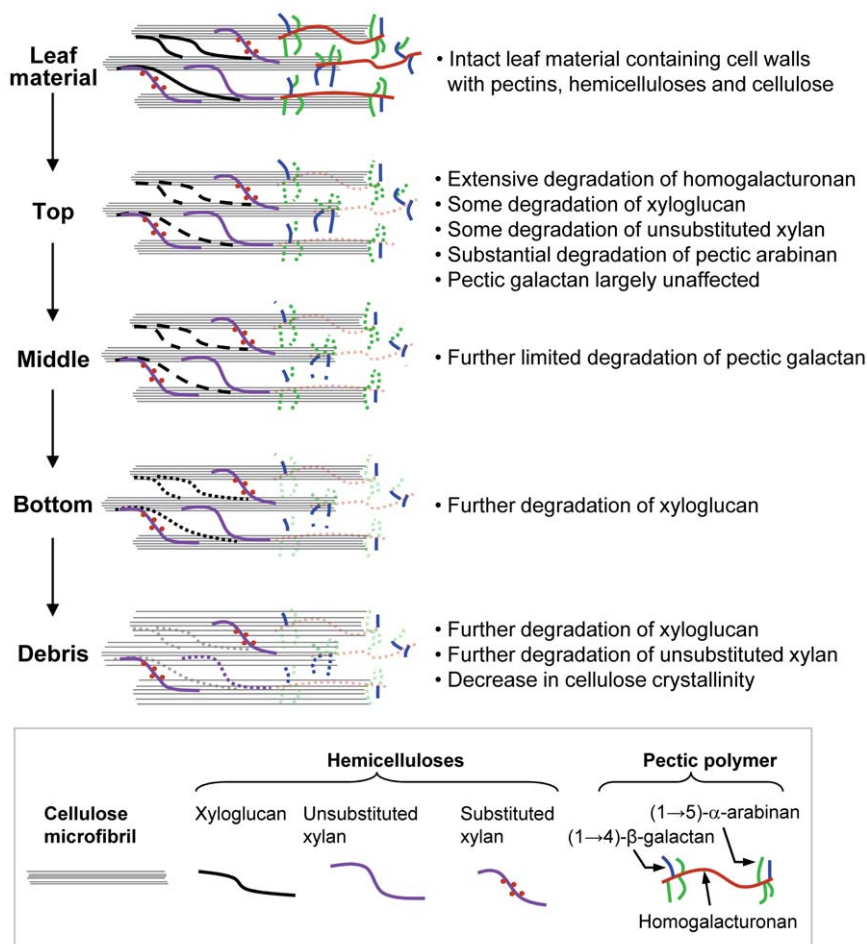 Leaf
material
• Intact leaf material containing cell walls
with pectins, hemicelluloses and cellulose
Top
• Extensive degradation of homogalacturonan
• Some degradation of xyloglucan
• Some degradation of unsubstituted xylan
• Substantial degradation of pectic arabinan
• Pectic galactan largely unaffected
Middle
• Further limited degradation of pectic galactan
Bottom
• Further degradation of xyloglucan
Debris
• Further degradation of xyloglucan
• Further degradation of unsubstituted xylan
• Decrease in cellulose crystallinity
Cellulose
microfibril
Hemicelluloses
Xyloglucan
Unsubstituted
xylan
Substituted
xylan
Pectic polymer
(1→5)-α-arabinan
(1→4)-β-galactan
Homogalacturonan